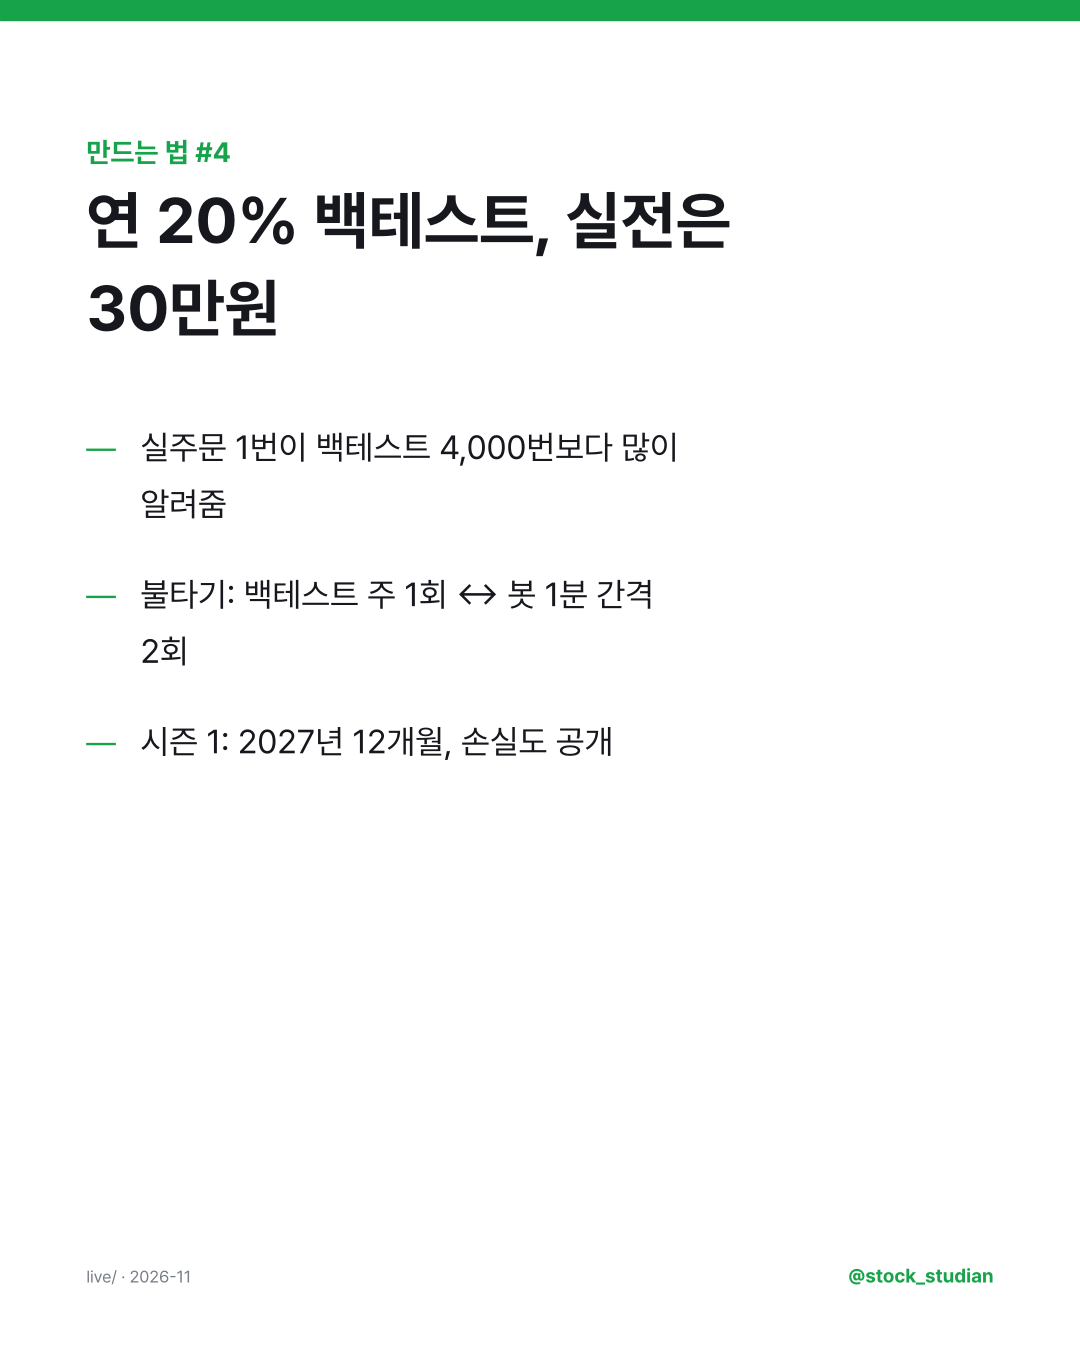 만드는 법 #4
연 20% 백테스트, 실전은
30만원
— 실주문 1번이 백테스트 4,000번보다 많이
알려줌
— 불타기: 백테스트 주 1회 ↔ 봇 1분 간격
2회
— 시즌 1: 2027년 12개월, 손실도 공개
live/ · 2026-11
@stock_studian